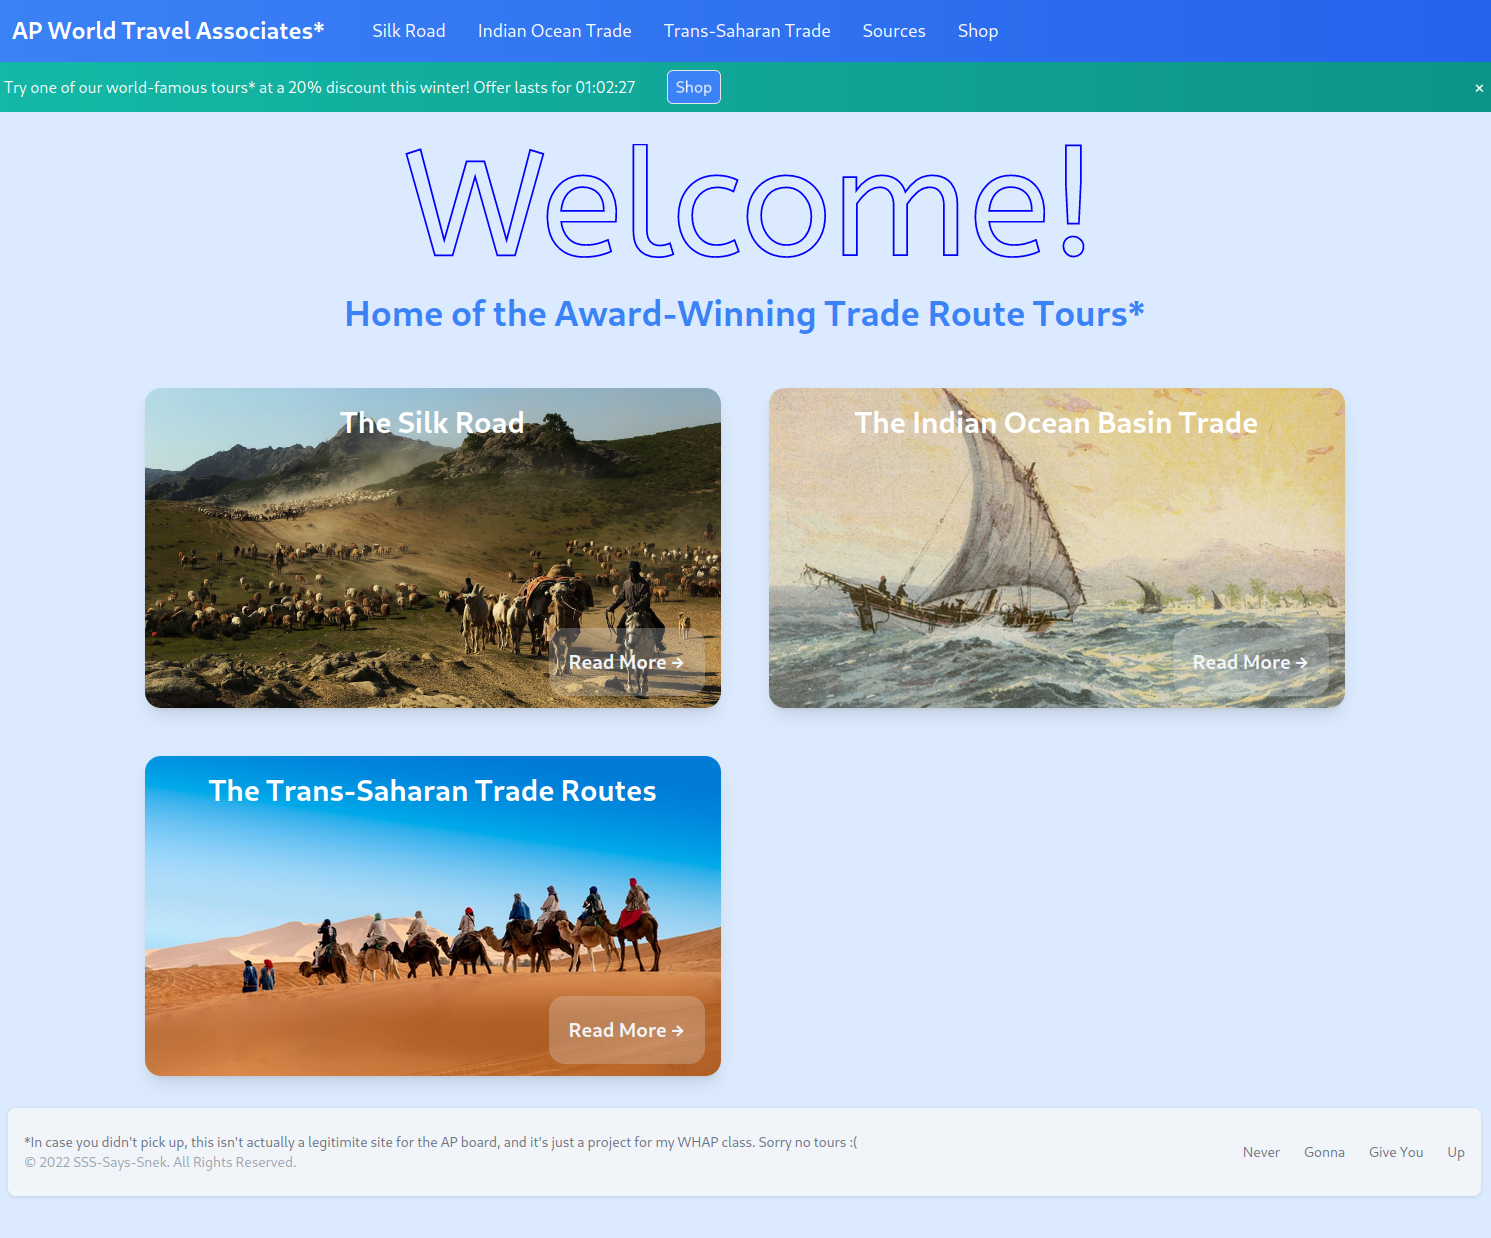 AP World Travel Associates*
Silk Road Indian Ocean Trade Trans-Saharan Trade Sources Shop
Try one of our world-famous tours* at a 20% discount this winter! Offer lasts for 01:02:27 Shop ×
Welcome!
Home of the Award-Winning Trade Route Tours*
The Silk Road
Read More →
The Indian Ocean Basin Trade
Read More →
The Trans-Saharan Trade Routes
Read More →
*In case you didn't pick up, this isn't actually a legitimite site for the AP board, and it's just a project for my WHAP class. Sorry no tours :(
© 2022 SSS-Says-Snek. All Rights Reserved.
Never Gonna Give You Up